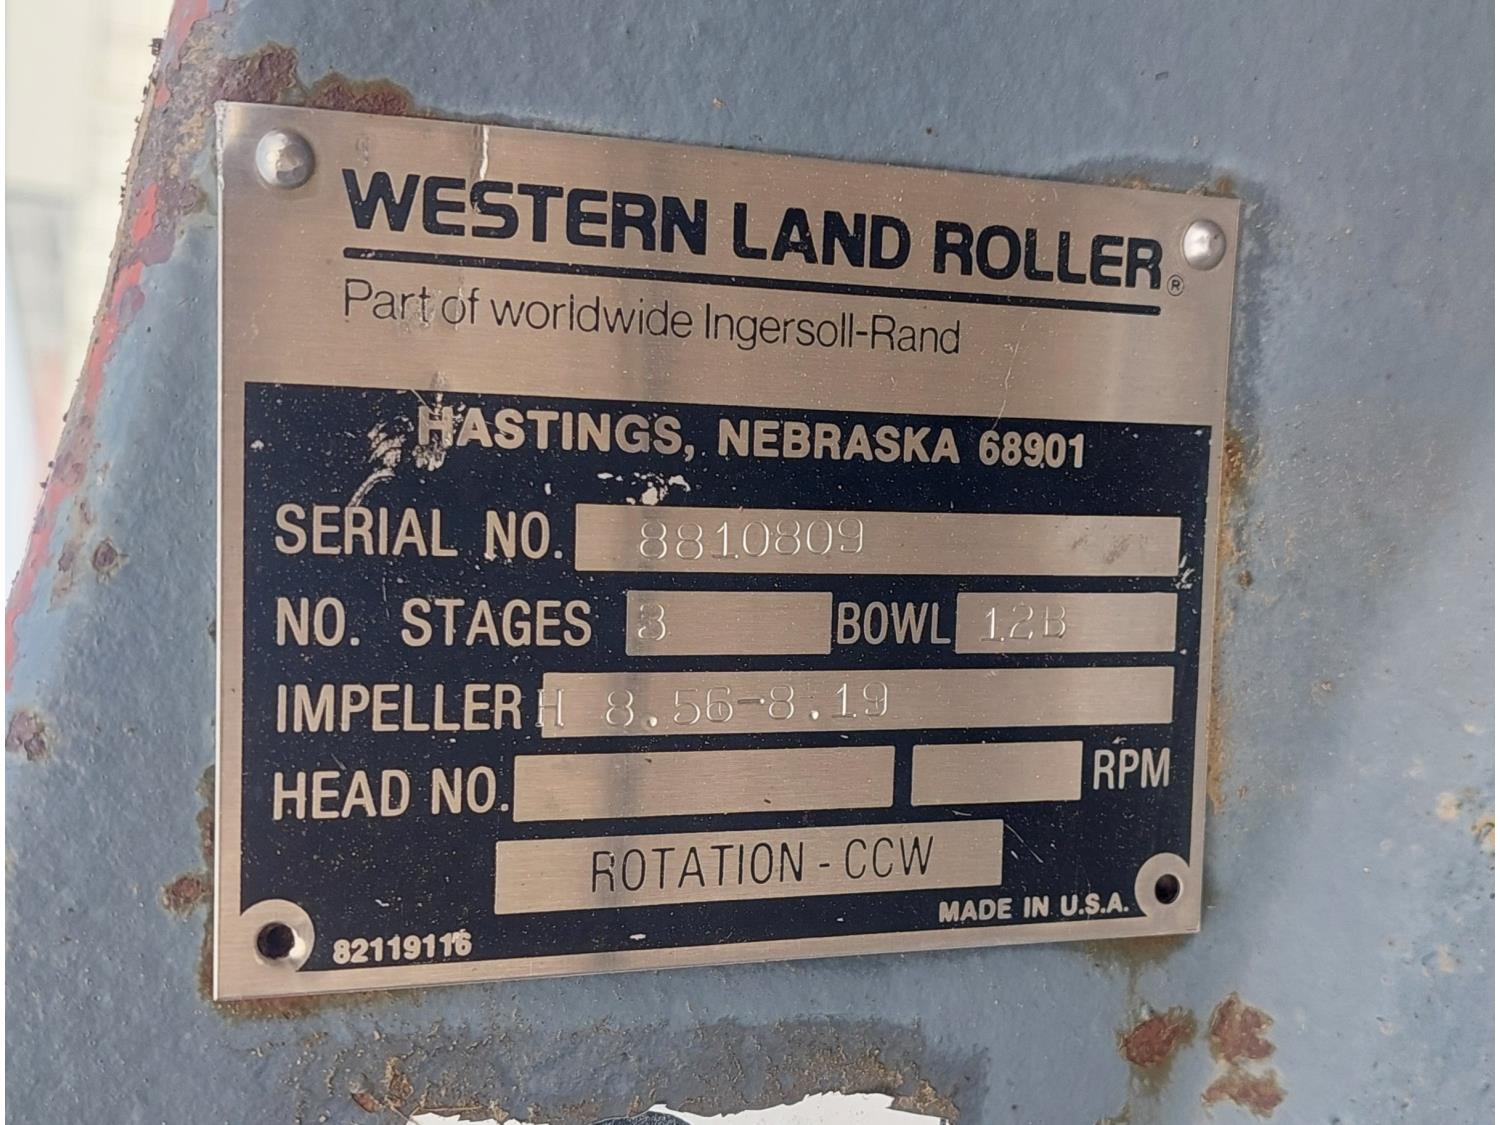 WESTERN LAND ROLLER®
Part of worldwide Ingersoll-Rand
HASTINGS, NEBRASKA 68901
SERIAL NO. 8810809
NO. STAGES 3 BOWL 12B
IMPELLER H 8.56-8.19
HEAD NO. RPM
ROTATION - CCW
MADE IN U.S.A.
82119116